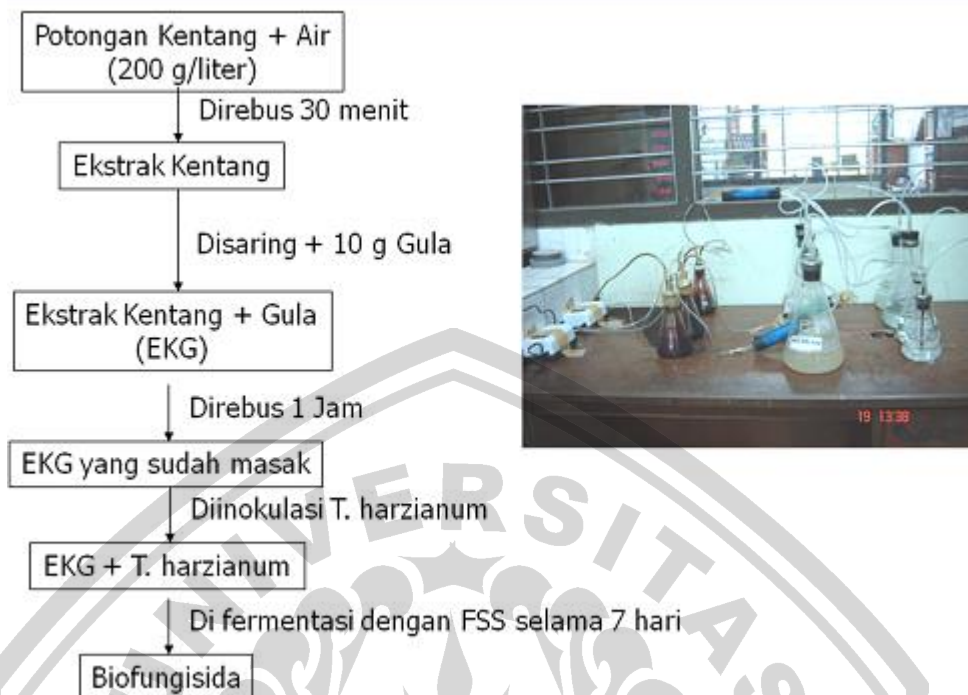 Potongan Kentang + Air
(200 g/liter)
Direbus 30 menit
Ekstrak Kentang
Disaring + 10 g Gula
Ekstrak Kentang + Gula
(EKG)
Direbus 1 Jam
EKG yang sudah masak
Diinokulasi T. harzianum
EKG + T. harzianum
Di fermentasi dengan FSS selama 7 hari
Biofungisida
19 13:38
UNIVERSITAS